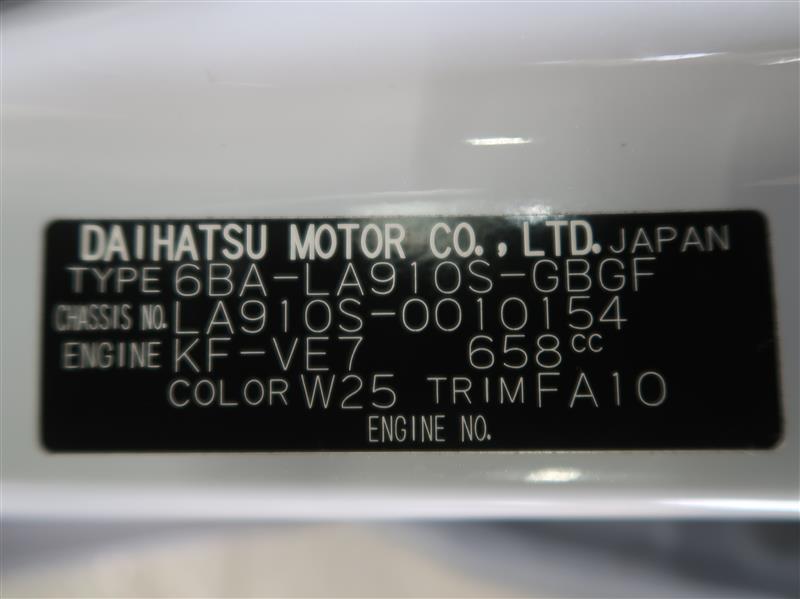 DAIHATSU MOTOR CO.,LTD. JAPAN
TYPE 6BA-LA910S-GBGF
CHASSIS NO. LA910S-0010154
ENGINE KF-VE7 658cc
COLOR W25 TRIM FA10
ENGINE NO.